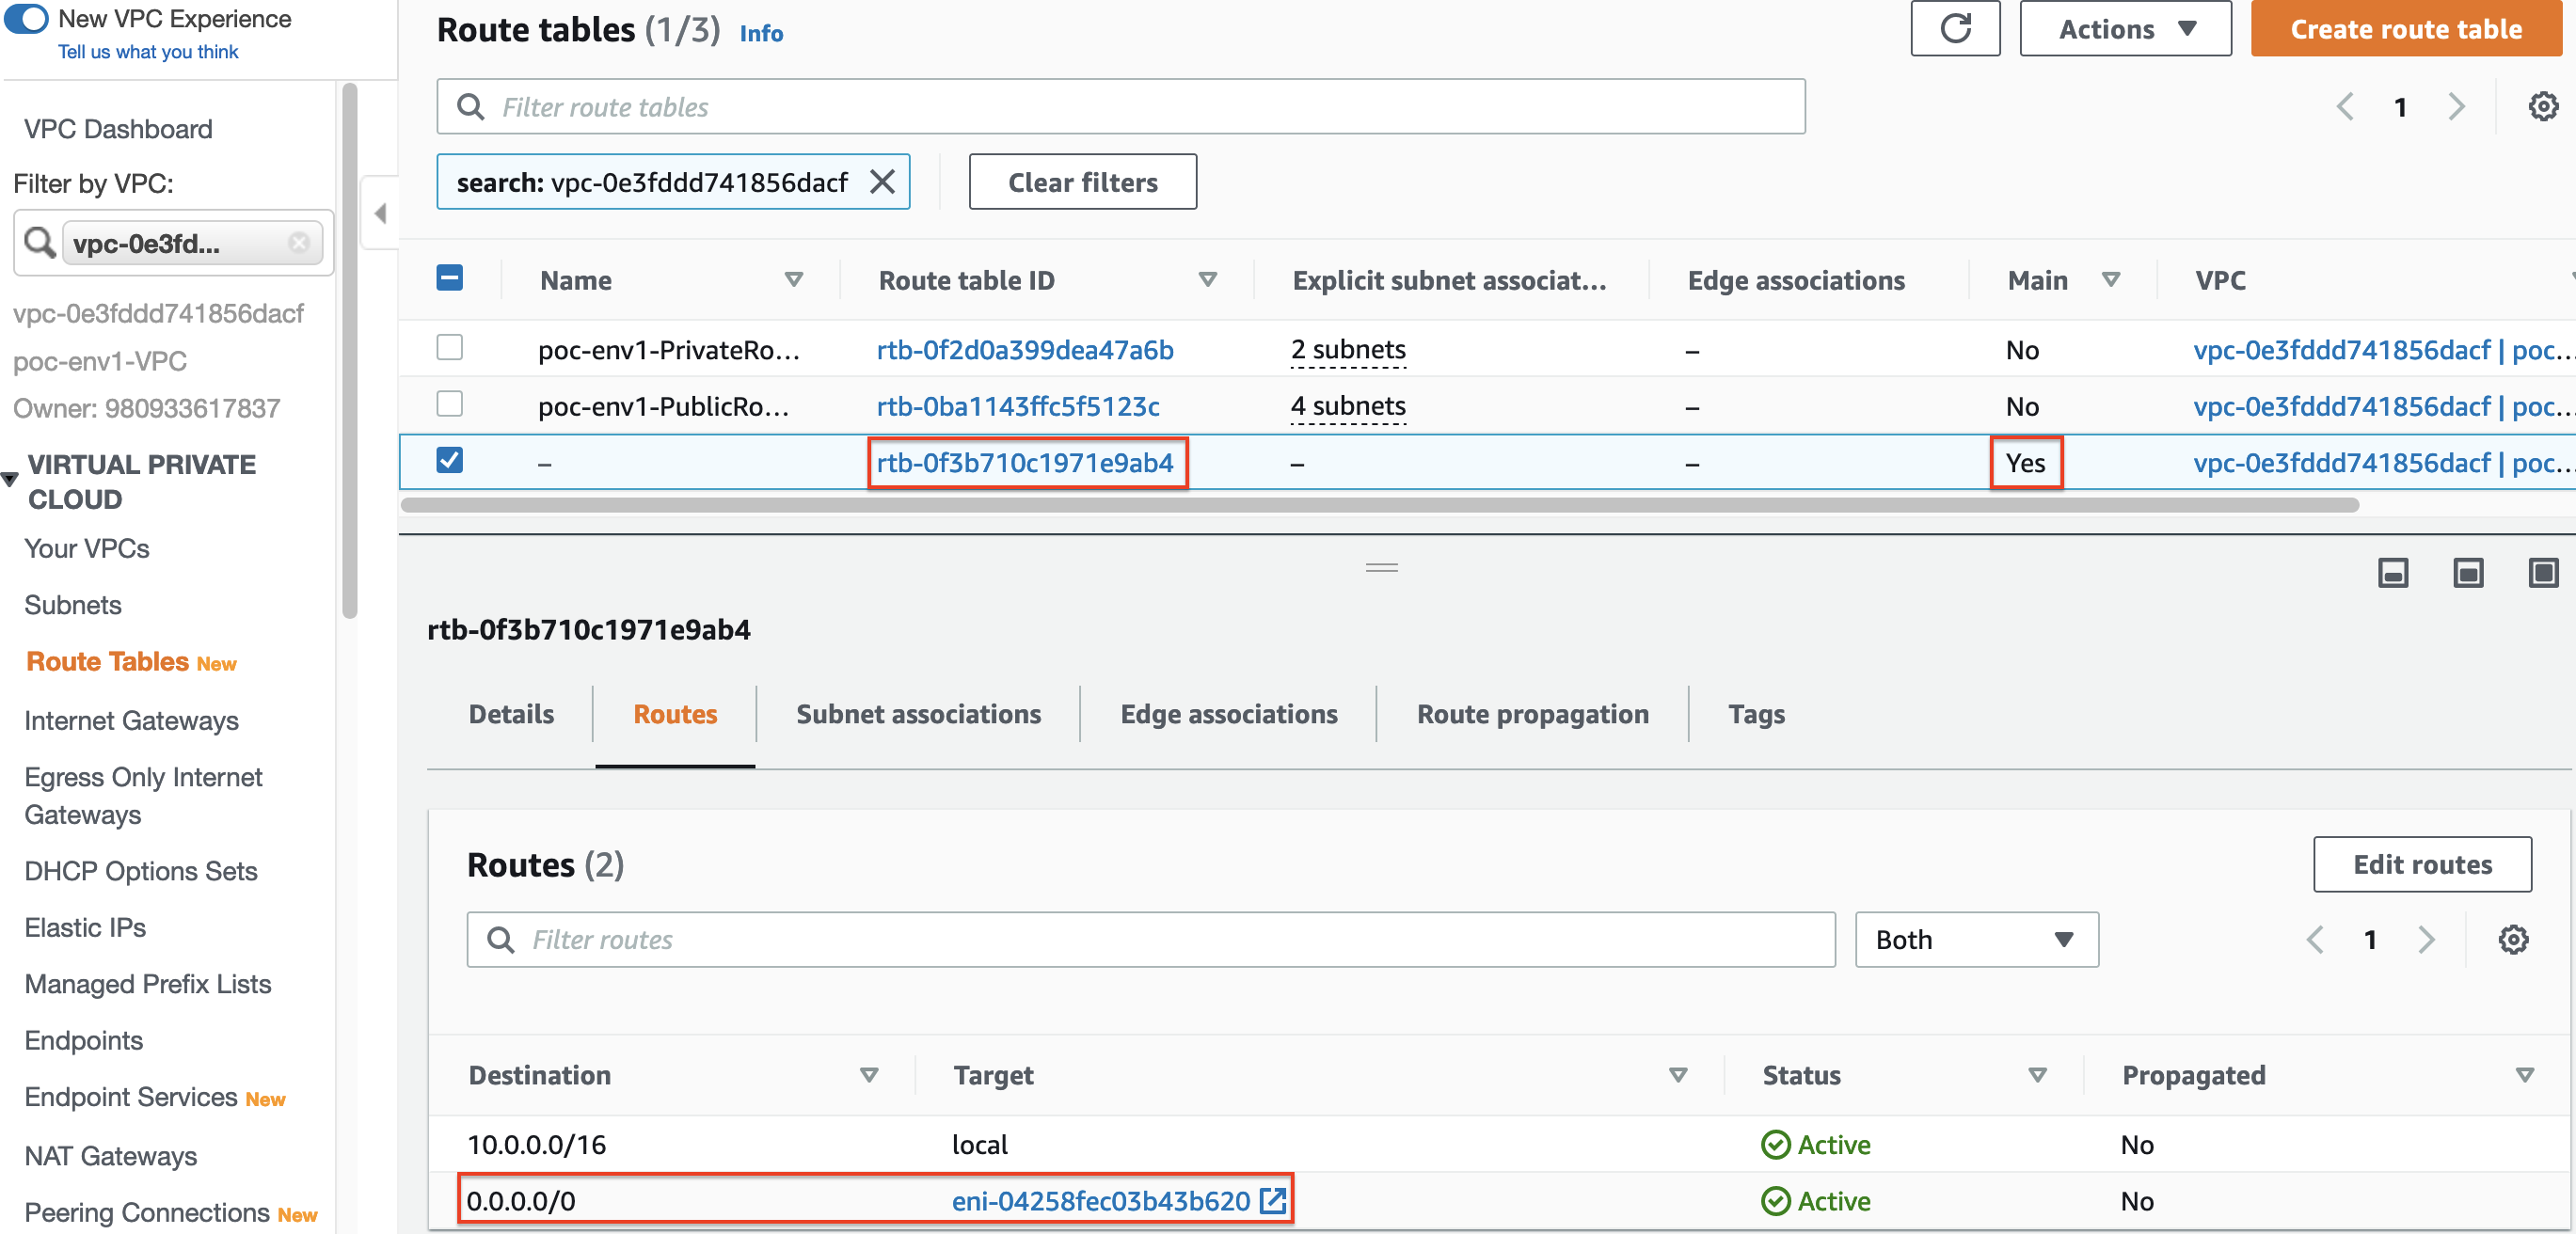 New VPC Experience
Tell us what you think
VPC Dashboard
Filter by VPC:
vpc-0e3fd...
vpc-0e3fddd741856dacf
poc-env1-VPC
Owner: 980933617837
VIRTUAL PRIVATE
CLOUD
Your VPCs
Subnets
Route Tables New
Internet Gateways
Egress Only Internet
Gateways
DHCP Options Sets
Elastic IPs
Managed Prefix Lists
Endpoints
Endpoint Services New
NAT Gateways
Peering Connections New
Route tables (1/3) Info
Actions
Create route table
Filter route tables
1
search: vpc-0e3fddd741856dacf
Clear filters
Name Route table ID Explicit subnet associat... Edge associations Main VPC
poc-env1-PrivateRo... rtb-0f2d0a399dea47a6b 2 subnets – No vpc-0e3fddd741856dacf | poc...
poc-env1-PublicRo... rtb-0ba1143ffc5f5123c 4 subnets – No vpc-0e3fddd741856dacf | poc...
– rtb-0f3b710c1971e9ab4 – – Yes vpc-0e3fddd741856dacf | poc...
rtb-0f3b710c1971e9ab4
Details Routes Subnet associations Edge associations Route propagation Tags
Routes (2)
Edit routes
Filter routes
Both
1
Destination Target Status Propagated
10.0.0.0/16 local Active No
0.0.0.0/0 eni-04258fec03b43b620 Active No